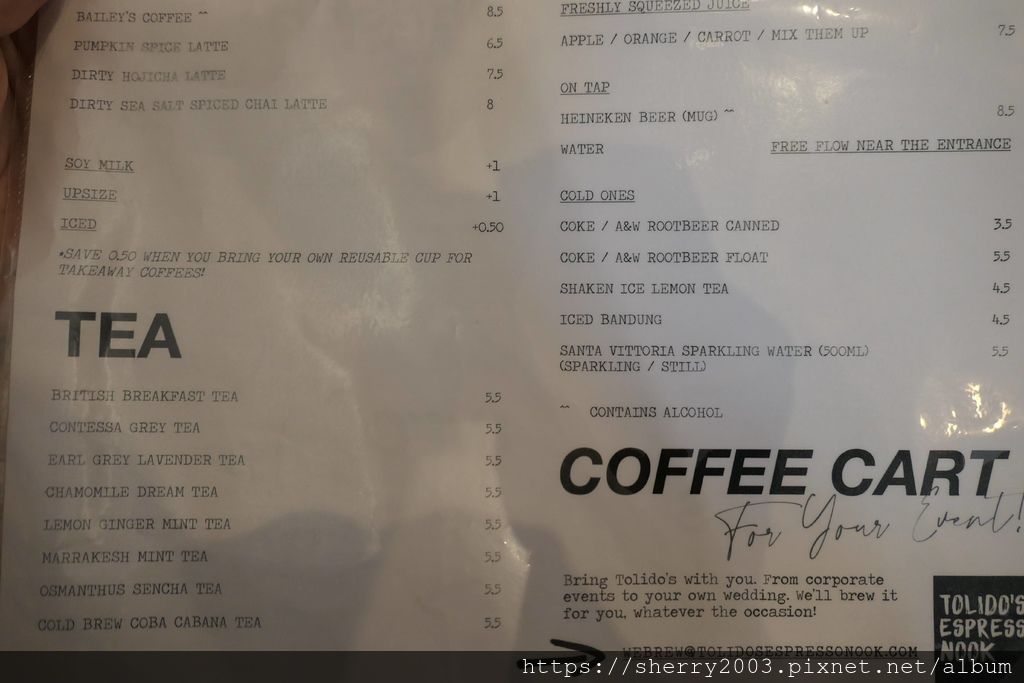 BAILEY'S COFFEE ^^ 8.5
PUMPKIN SPICE LATTE 6.5
DIRTY HOJICHA LATTE 7.5
DIRTY SEA SALT SPICED CHAI LATTE 8
SOY MILK +1
UPSIZE +1
ICED +0.50
*SAVE 0.50 WHEN YOU BRING YOUR OWN REUSABLE CUP FOR
TAKEAWAY COFFEES!
TEA
BRITISH BREAKFAST TEA 5.5
CONTESSA GREY TEA 5.5
EARL GREY LAVENDER TEA 5.5
CHAMOMILE DREAM TEA 5.5
LEMON GINGER MINT TEA 5.5
MARRAKESH MINT TEA 5.5
OSMANTHUS SENCHA TEA 5.5
COLD BREW COBA CABANA TEA 5.5
FRESHLY SQUEEZED JUICE
APPLE / ORANGE / CARROT / MIX THEM UP 7.5
ON TAP
HEINEKEN BEER (MUG) ^^ 8.5
WATER FREE FLOW NEAR THE ENTRANCE
COLD ONES
COKE / A&W ROOTBEER CANNED 3.5
COKE / A&W ROOTBEER FLOAT 5.5
SHAKEN ICE LEMON TEA 4.5
ICED BANDUNG 4.5
SANTA VITTORIA SPARKLING WATER (500ML) 5.5
(SPARKLING / STILL)
^^ CONTAINS ALCOHOL
COFFEE CART
For Your Event!
Bring Tolido's with you. From corporate
events to your own wedding. We'll brew it
for you, whatever the occasion!
WEBREW@TOLIDOSESPRESSONOOK.COM
TOLIDO'S
ESPRESS
NOOK
https://sherry2003.pixnet.net/album